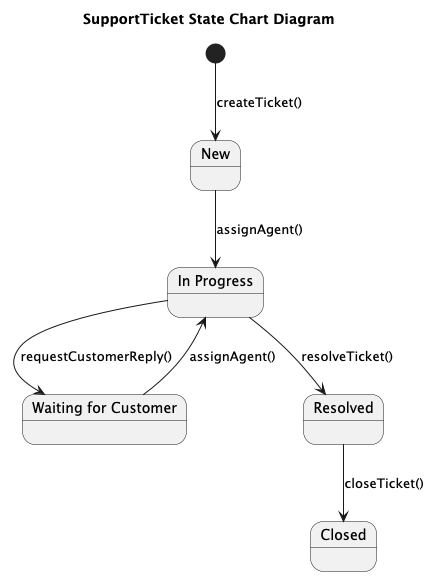 SupportTicket State Chart Diagram
createTicket()
New
assignAgent()
In Progress
requestCustomerReply()
assignAgent()
resolveTicket()
Waiting for Customer
Resolved
closeTicket()
Closed